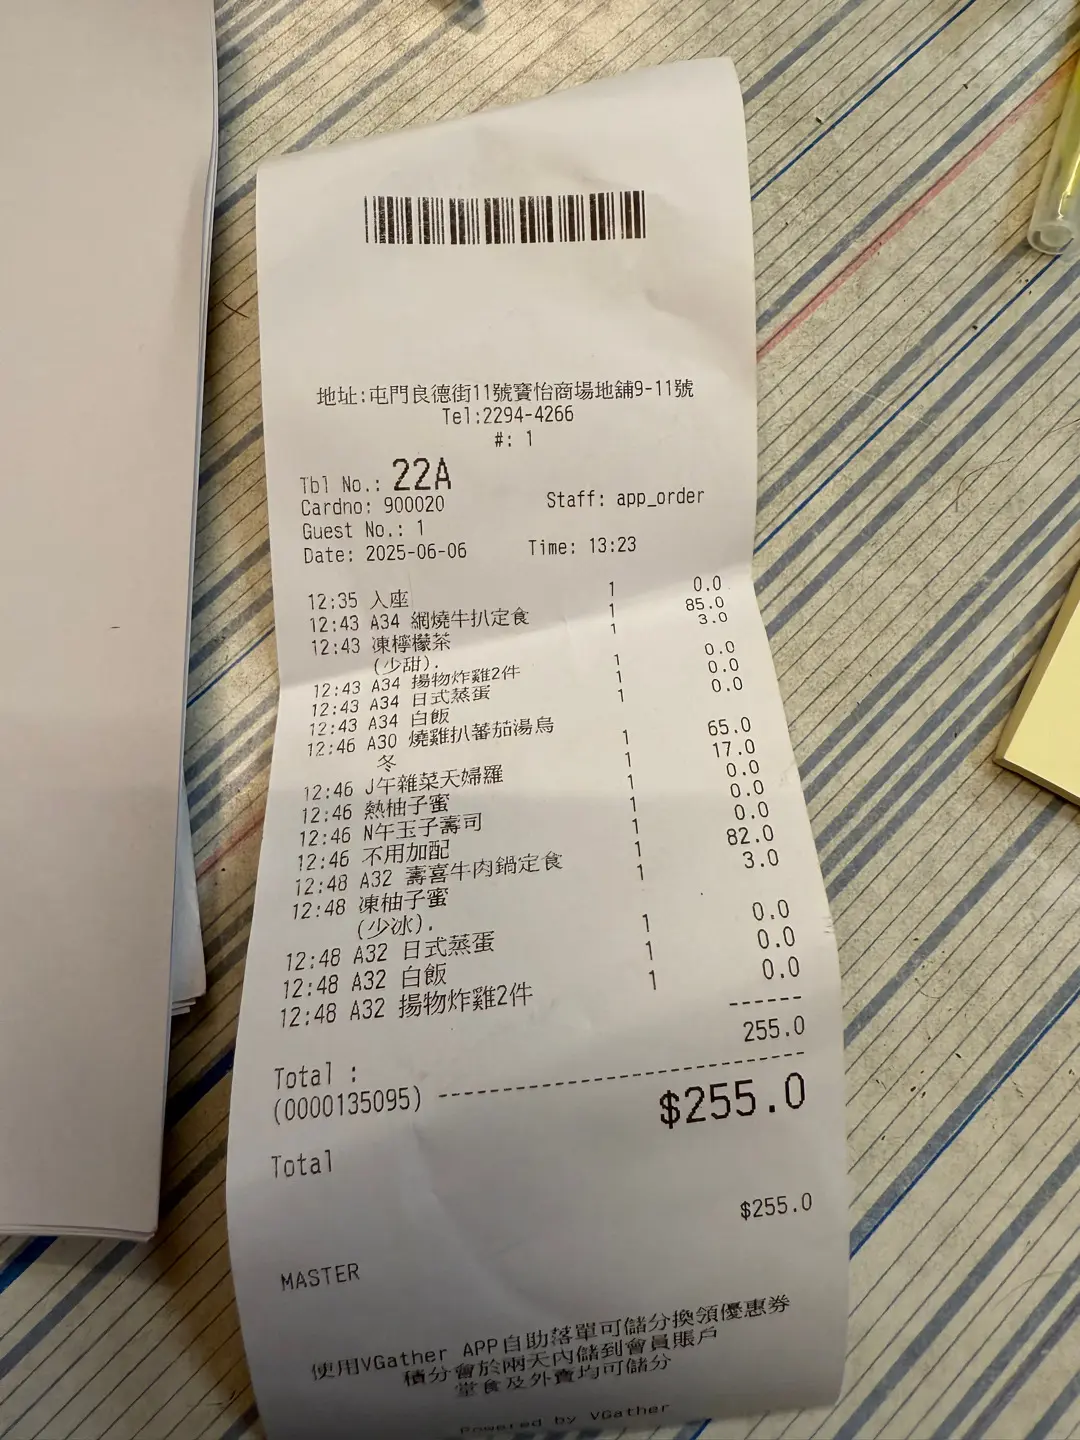 地址:屯門良德街11號寶怡商場地舖9-11號
Tel:2294-4266
#: 1
Tbl No.: 22A
Cardno: 900020 Staff: app_order
Guest No.: 1
Date: 2025-06-06 Time: 13:23
12:35 入座 1 0.0
12:43 A34 網燒牛扒定食 1 85.0
12:43 凍檸檬茶 1 3.0
(少甜).
12:43 A34 揚物炸雞2件 1 0.0
12:43 A34 日式蒸蛋 1 0.0
12:43 A34 白飯 1 0.0
12:46 A30 燒雞扒蕃茄湯烏 1 65.0
冬
12:46 J午雜菜天婦羅 1 17.0
12:46 熱柚子蜜 1 0.0
12:46 N午玉子壽司 1 0.0
12:46 不用加配 1 0.0
12:48 A32 壽喜牛肉鍋定食 1 82.0
12:48 凍柚子蜜 1 3.0
(少冰).
12:48 A32 日式蒸蛋 1 0.0
12:48 A32 白飯 1 0.0
12:48 A32 揚物炸雞2件 1 0.0
------
Total : 255.0
(0000135095) ------------------------------
Total $255.0
MASTER $255.0
使用VGather APP自助落單可儲分換領優惠券
積分會於兩天內儲到會員賬戶
堂食及外賣均可儲分
Powered by VGather